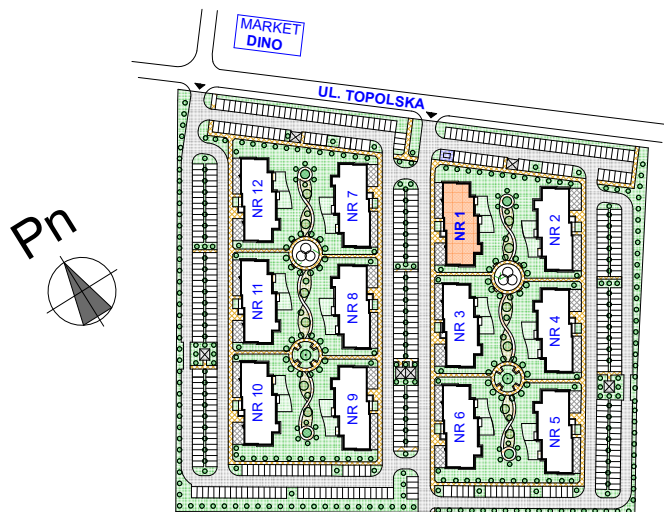 MARKET
DINO
UL. TOPOLSKA
Pn
NR 12
NR 7
NR 1
NR 2
NR 11
NR 8
NR 3
NR 4
NR 10
NR 9
NR 6
NR 5